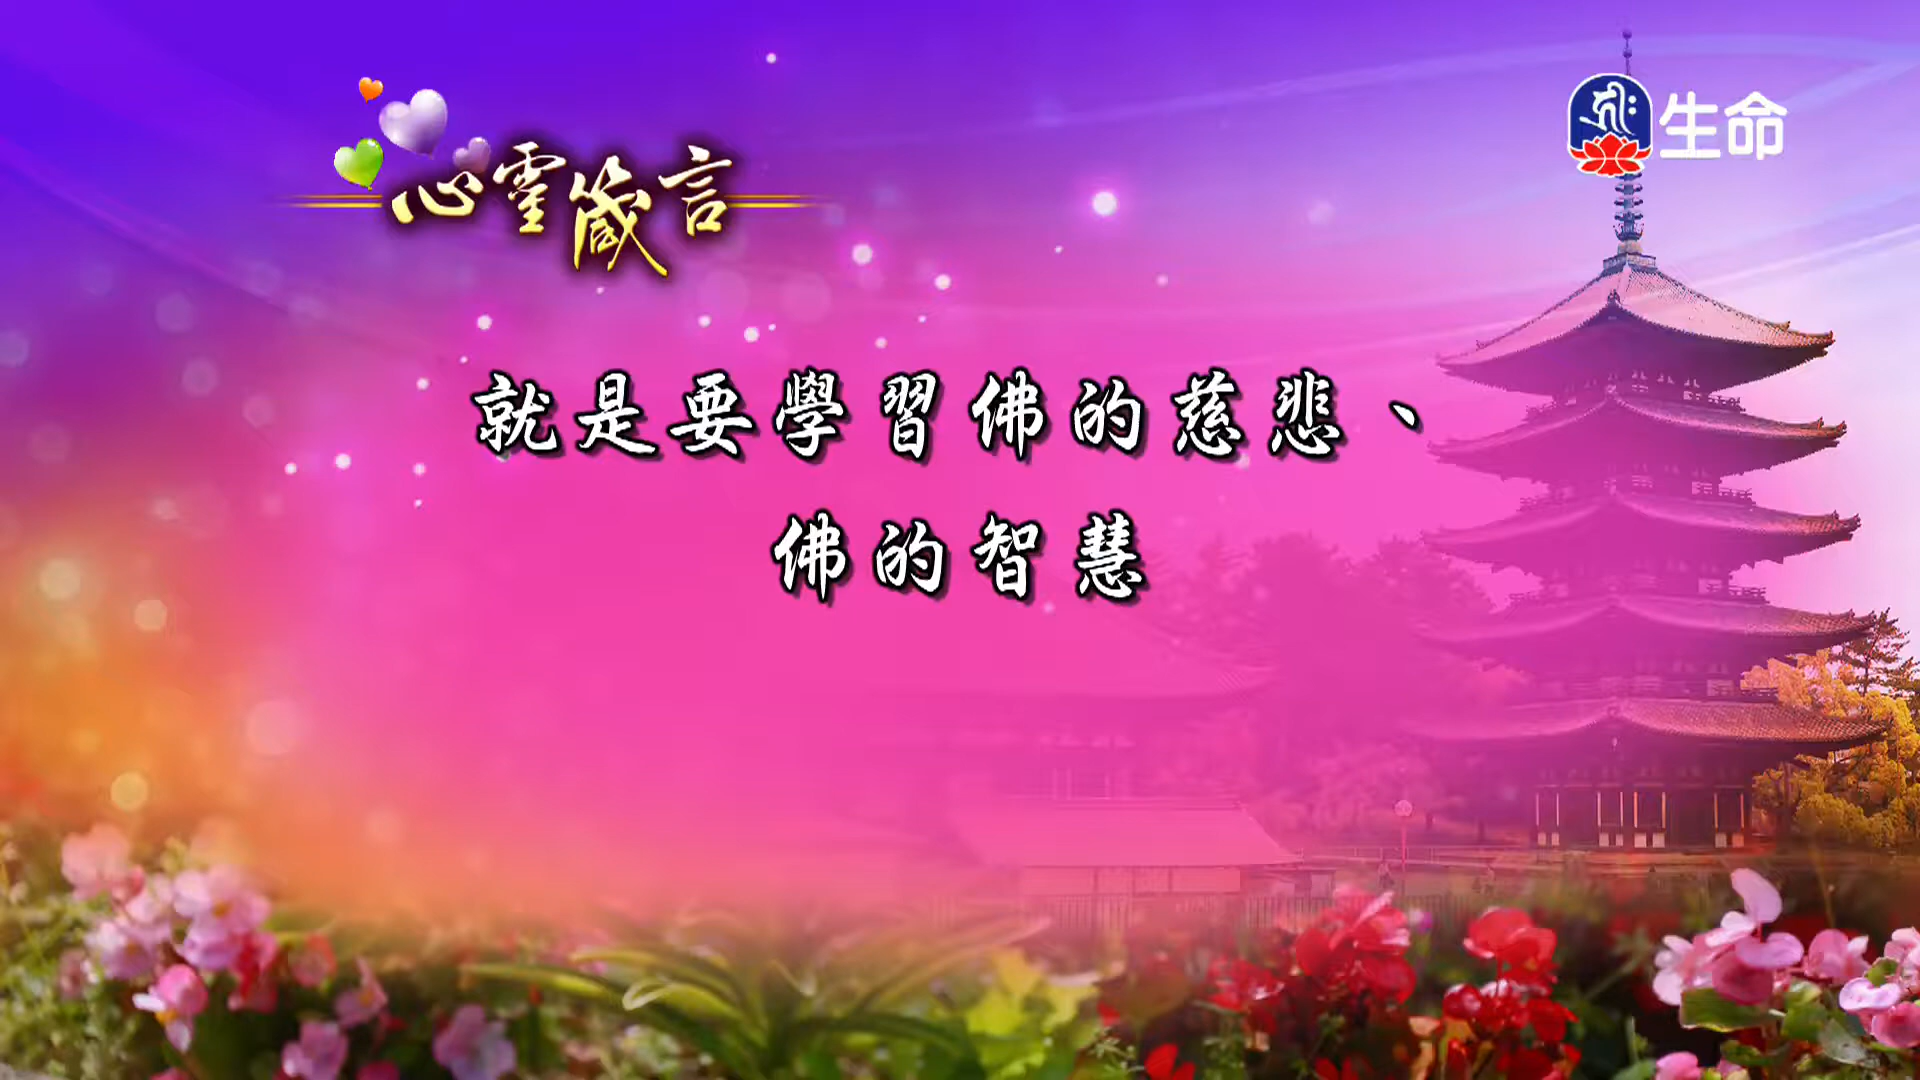 心靈箴言
生命
就是要學習佛的慈悲、
佛的智慧